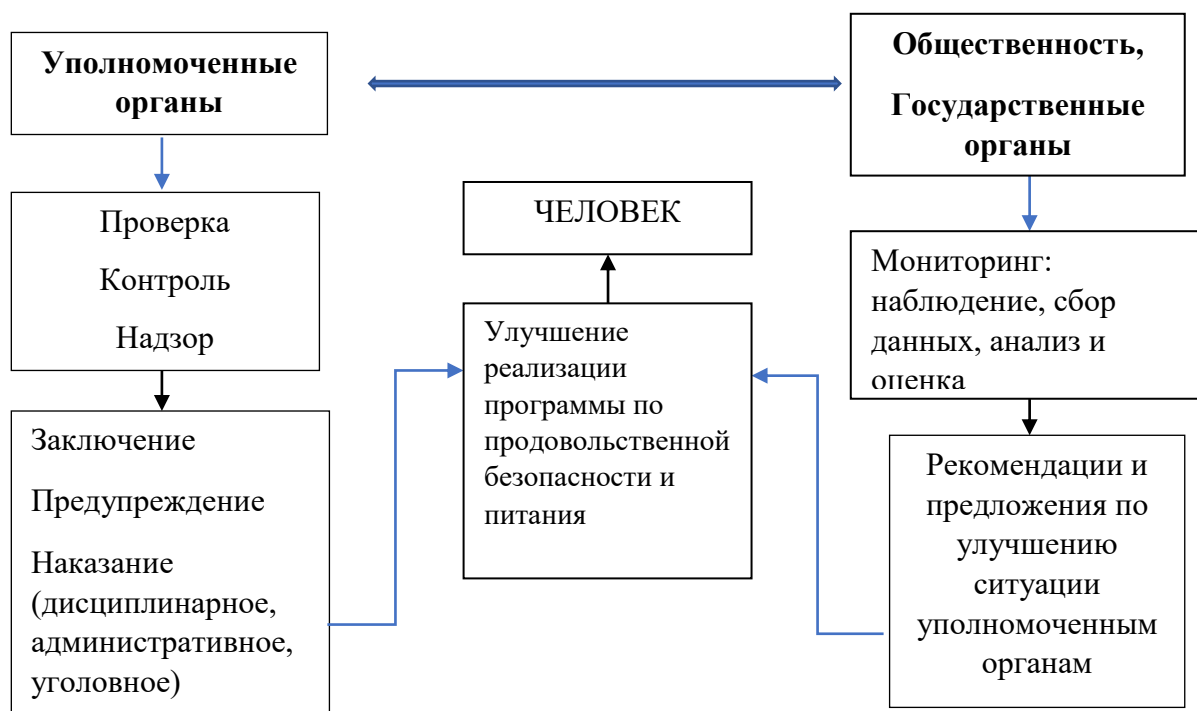 Уполномоченные
органы
Общественность,
Государственные
органы
Проверка
Контроль
Надзор
ЧЕЛОВЕК
Мониторинг:
наблюдение, сбор
данных, анализ и
оценка
Улучшение
реализации
программы по
продовольственной
безопасности и
питания
Заключение
Предупреждение
Наказание
(дисциплинарное,
административное,
уголовное)
Рекомендации и
предложения по
улучшению
ситуации
уполномоченным
органам